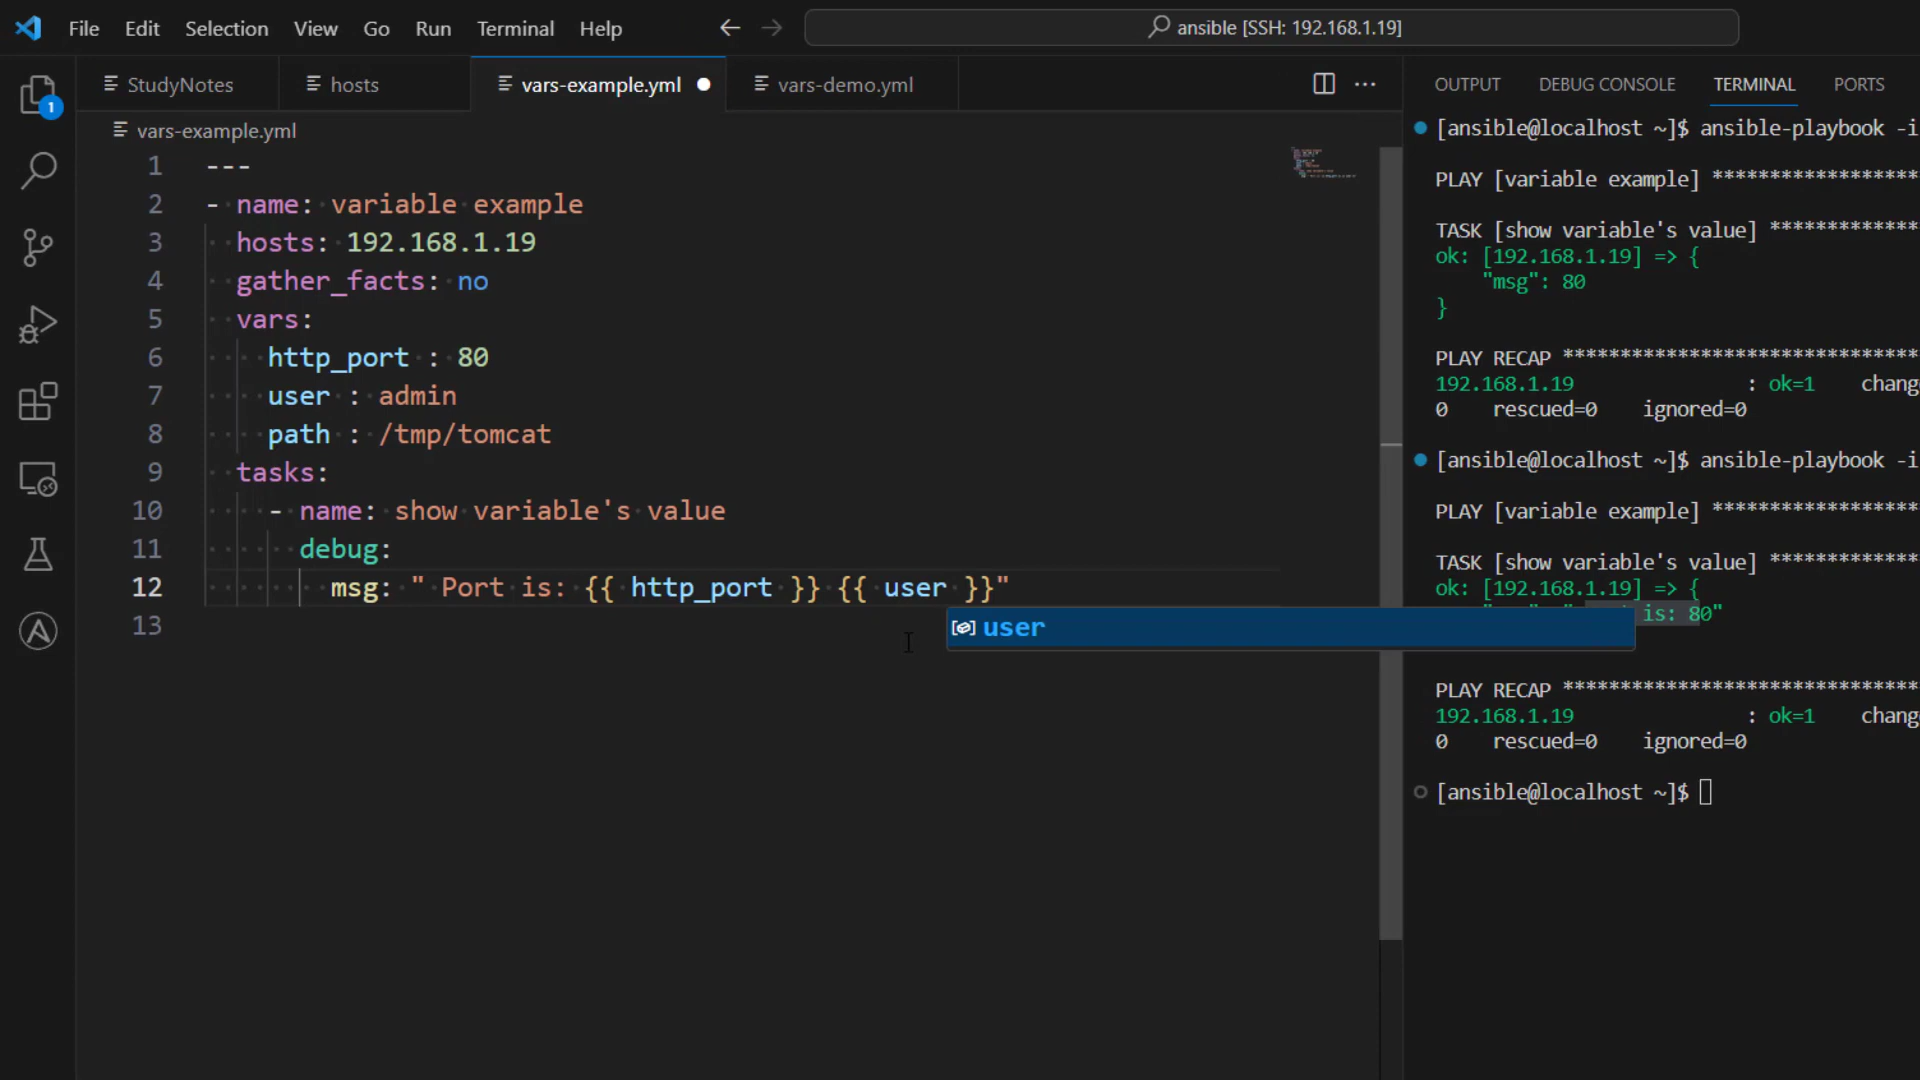 File Edit Selection View Go Run Terminal Help
ansible [SSH: 192.168.1.19]
StudyNotes hosts vars-example.yml vars-demo.yml
vars-example.yml
1 ---
2 - name: variable example
3 hosts: 192.168.1.19
4 gather_facts: no
5 vars:
6 http_port : 80
7 user : admin
8 path : /tmp/tomcat
9 tasks:
10 - name: show variable's value
11 debug:
12 msg: " Port is: {{ http_port }} {{ user }}"
13
user
1
OUTPUT DEBUG CONSOLE TERMINAL PORTS
[ansible@localhost ~]$ ansible-playbook -i
PLAY [variable example] ******************
TASK [show variable's value] *************
ok: [192.168.1.19] => {
"msg": 80
}
PLAY RECAP *******************************
192.168.1.19 : ok=1 chang
0 rescued=0 ignored=0
[ansible@localhost ~]$ ansible-playbook -i
PLAY [variable example] ******************
TASK [show variable's value] *************
ok: [192.168.1.19] => {
is: 80"
PLAY RECAP *******************************
192.168.1.19 : ok=1 chang
0 rescued=0 ignored=0
[ansible@localhost ~]$